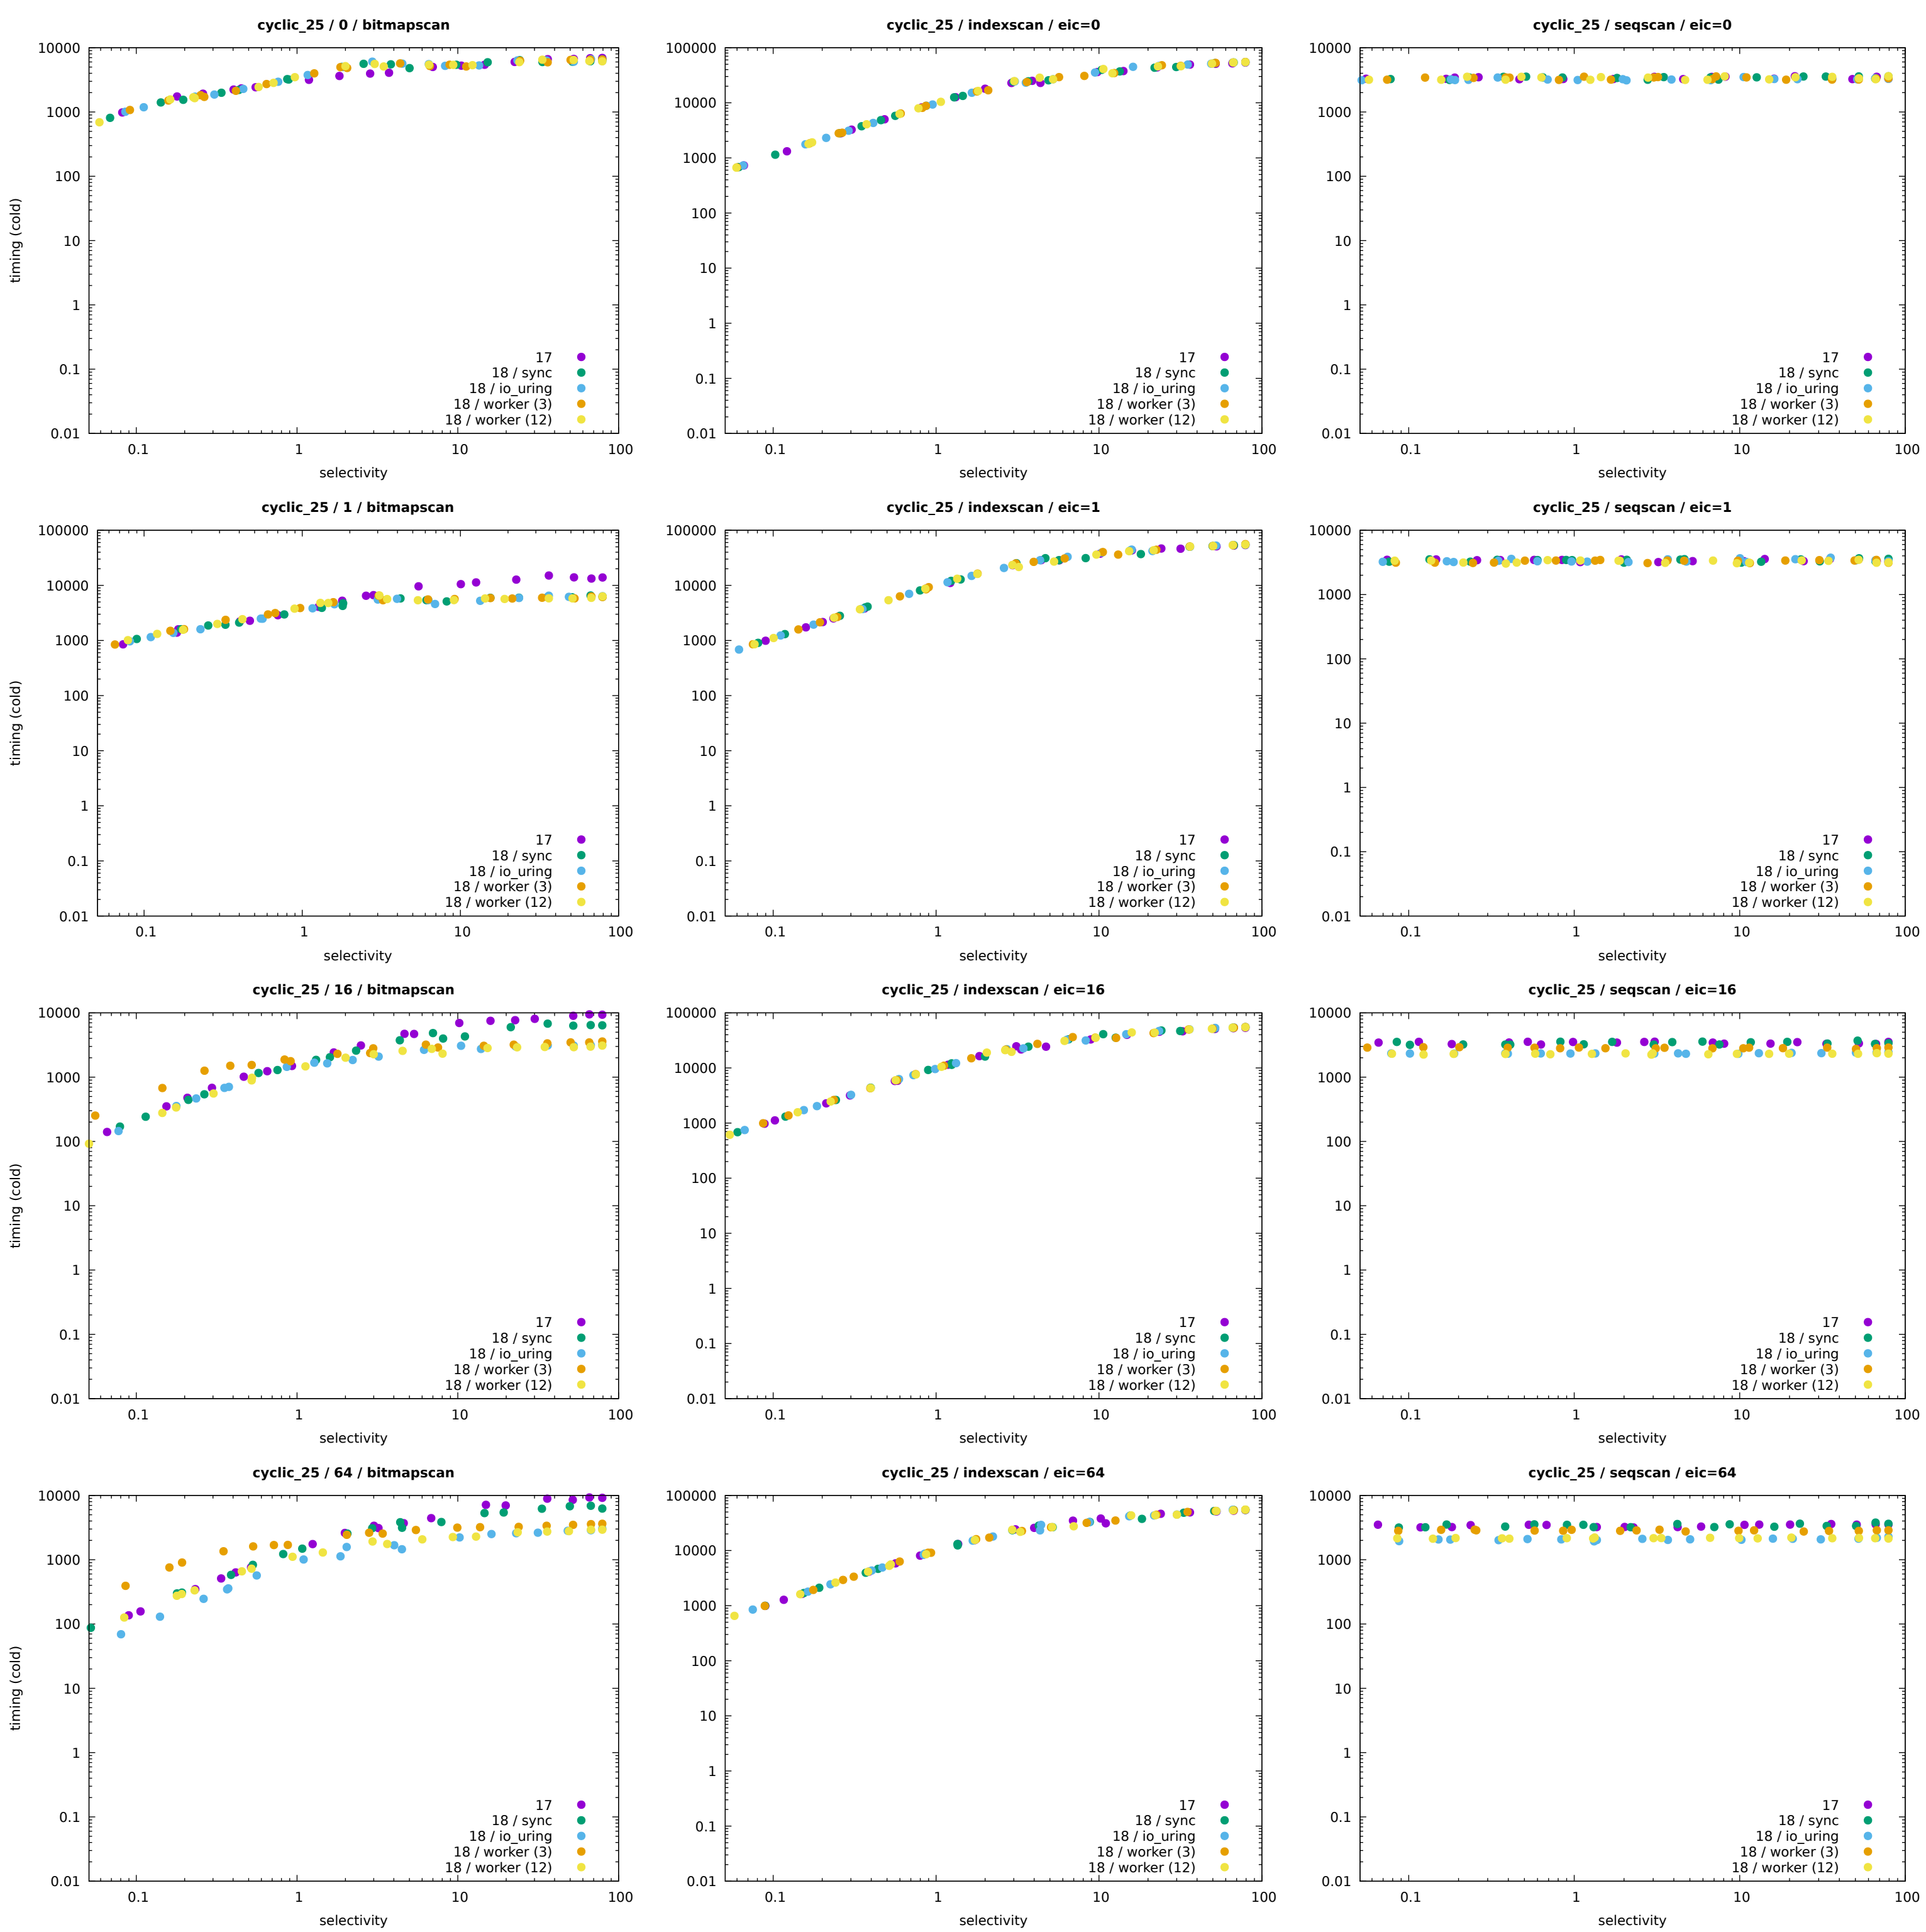 cyclic_25 / 0 / bitmapscan
10000
1000
100
10
1
0.1
0.01
timing (cold)
17
18 / sync
18 / io_uring
18 / worker (3)
18 / worker (12)
0.1 1 10 100
selectivity
cyclic_25 / indexscan / eic=0
100000
10000
1000
100
10
1
0.1
0.01
17
18 / sync
18 / io_uring
18 / worker (3)
18 / worker (12)
0.1 1 10 100
selectivity
cyclic_25 / seqscan / eic=0
10000
1000
100
10
1
0.1
0.01
17
18 / sync
18 / io_uring
18 / worker (3)
18 / worker (12)
0.1 1 10 100
selectivity
cyclic_25 / 1 / bitmapscan
100000
10000
1000
100
10
1
0.1
0.01
timing (cold)
17
18 / sync
18 / io_uring
18 / worker (3)
18 / worker (12)
0.1 1 10 100
selectivity
cyclic_25 / indexscan / eic=1
100000
10000
1000
100
10
1
0.1
0.01
17
18 / sync
18 / io_uring
18 / worker (3)
18 / worker (12)
0.1 1 10 100
selectivity
cyclic_25 / seqscan / eic=1
10000
1000
100
10
1
0.1
0.01
17
18 / sync
18 / io_uring
18 / worker (3)
18 / worker (12)
0.1 1 10 100
selectivity
cyclic_25 / 16 / bitmapscan
10000
1000
100
10
1
0.1
0.01
timing (cold)
17
18 / sync
18 / io_uring
18 / worker (3)
18 / worker (12)
0.1 1 10 100
selectivity
cyclic_25 / indexscan / eic=16
100000
10000
1000
100
10
1
0.1
0.01
17
18 / sync
18 / io_uring
18 / worker (3)
18 / worker (12)
0.1 1 10 100
selectivity
cyclic_25 / seqscan / eic=16
10000
1000
100
10
1
0.1
0.01
17
18 / sync
18 / io_uring
18 / worker (3)
18 / worker (12)
0.1 1 10 100
selectivity
cyclic_25 / 64 / bitmapscan
10000
1000
100
10
1
0.1
0.01
timing (cold)
17
18 / sync
18 / io_uring
18 / worker (3)
18 / worker (12)
0.1 1 10 100
selectivity
cyclic_25 / indexscan / eic=64
100000
10000
1000
100
10
1
0.1
0.01
17
18 / sync
18 / io_uring
18 / worker (3)
18 / worker (12)
0.1 1 10 100
selectivity
cyclic_25 / seqscan / eic=64
10000
1000
100
10
1
0.1
0.01
17
18 / sync
18 / io_uring
18 / worker (3)
18 / worker (12)
0.1 1 10 100
selectivity